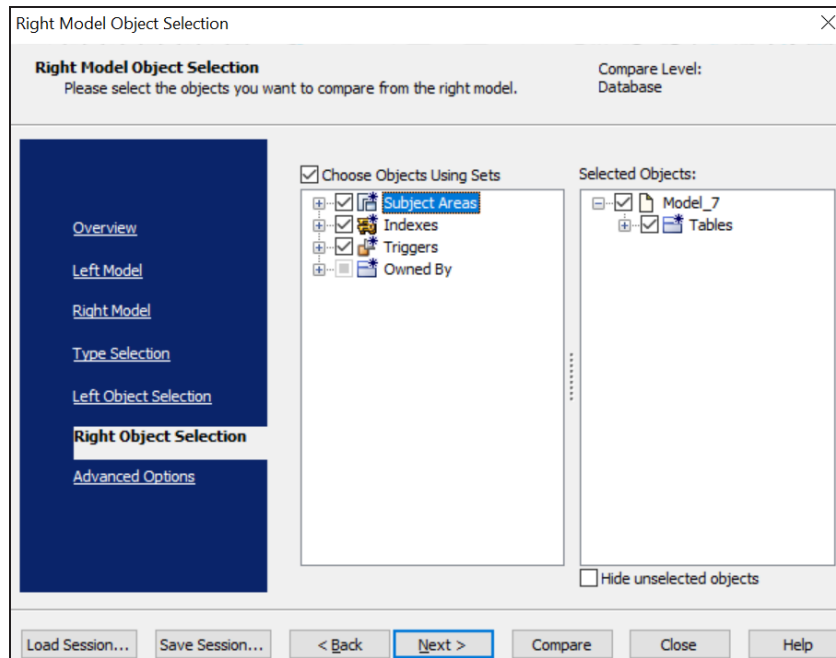 Right Model Object Selection
Right Model Object Selection
Please select the objects you want to compare from the right model.
Compare Level:
Database
Overview
Left Model
Right Model
Type Selection
Left Object Selection
Right Object Selection
Advanced Options
Choose Objects Using Sets
Subject Areas
Indexes
Triggers
Owned By
Selected Objects:
Model_7
Tables
Hide unselected objects
Load Session...
Save Session...
< Back
Next >
Compare
Close
Help